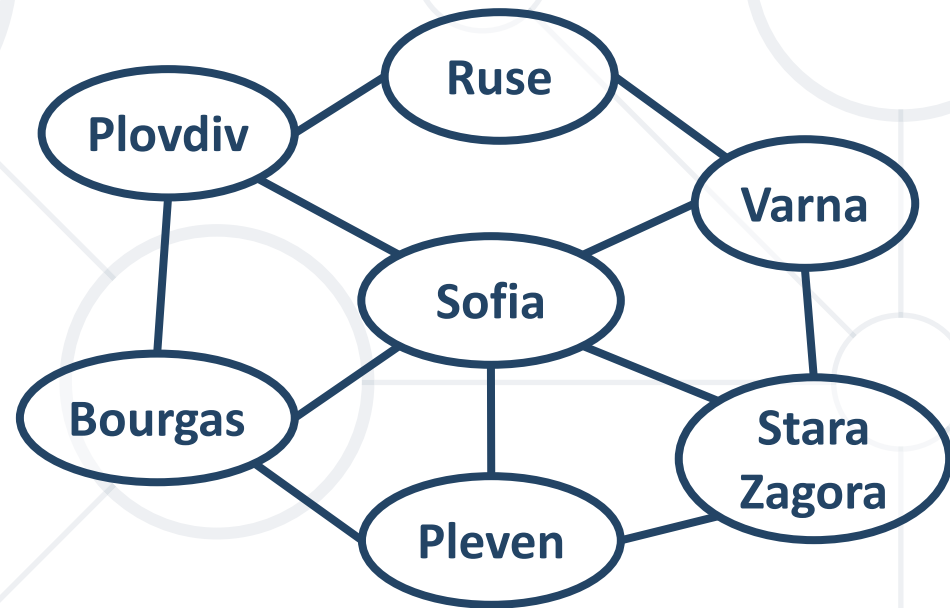 Ruse
Plovdiv
Varna
Sofia
Bourgas
Stara
Zagora
Pleven